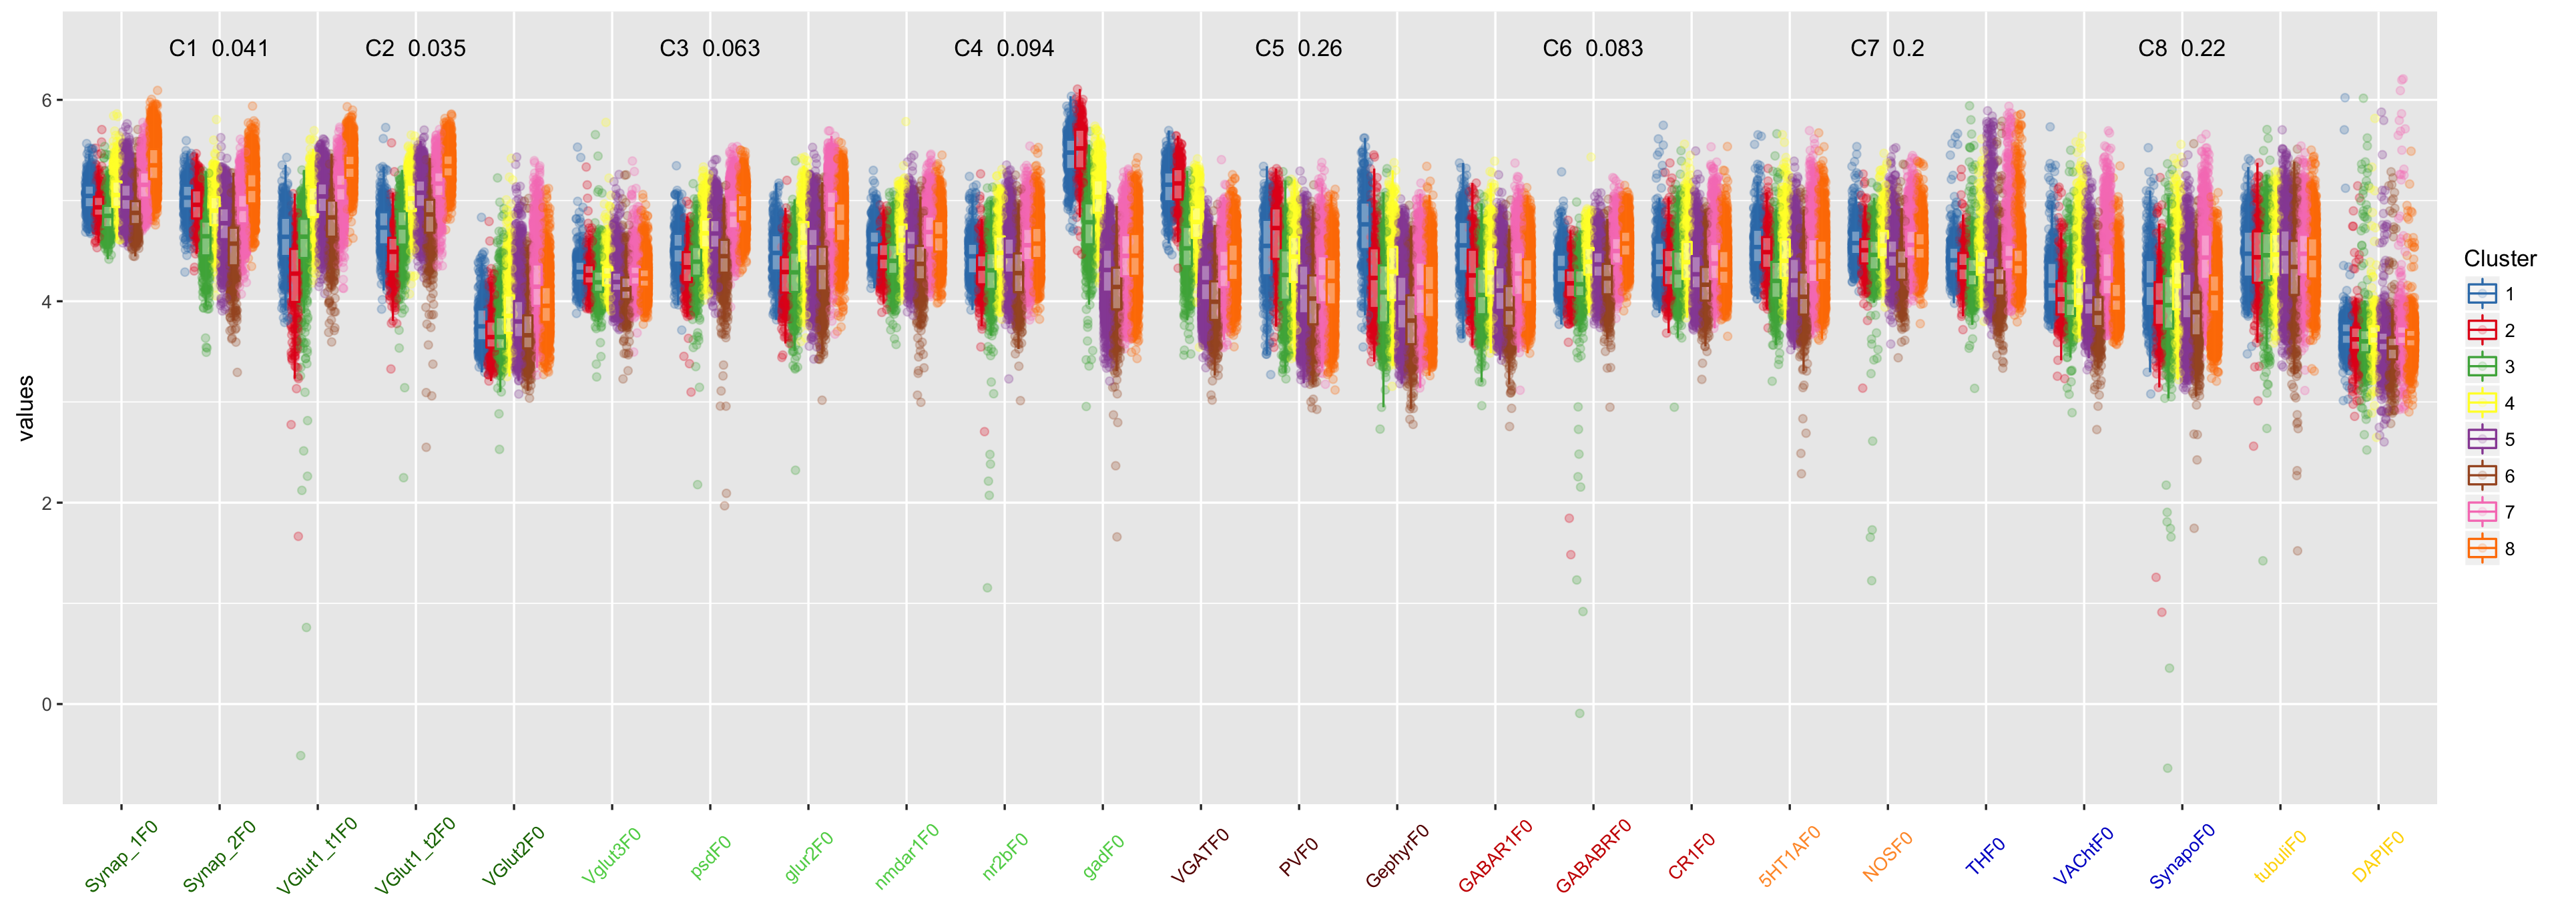 C1 0.041 C2 0.035 C3 0.063 C4 0.094 C5 0.26 C6 0.083 C7 0.2 C8 0.22
values
6
4
2
0
Synap_1F0
Synap_2F0
VGlut1_t1F0
VGlut1_t2F0
VGlut2F0
Vglut3F0
psdF0
glur2F0
nmdar1F0
nr2bF0
gadF0
VGATF0
PVF0
GephyrF0
GABAR1F0
GABABRF0
CR1F0
5HT1AF0
NOSF0
THF0
VAChtF0
SynapoF0
tubuliF0
DAPIF0
Cluster
1
2
3
4
5
6
7
8